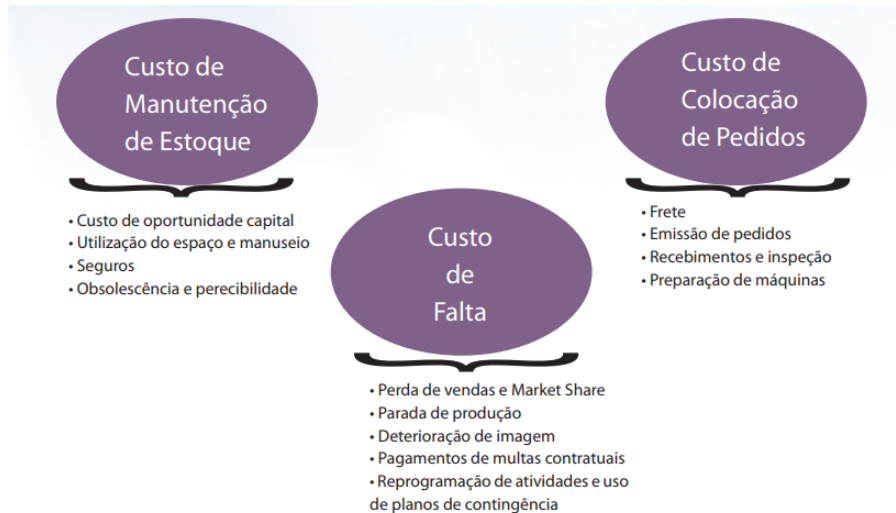 Custo de
Manutenção
de Estoque
• Custo de oportunidade capital
• Utilização do espaço e manuseio
• Seguros
• Obsolescência e perecibilidade
Custo
de
Falta
• Perda de vendas e Market Share
• Parada de produção
• Deterioração de imagem
• Pagamentos de multas contratuais
• Reprogramação de atividades e uso
de planos de contingência
Custo de
Colocação
de Pedidos
• Frete
• Emissão de pedidos
• Recebimentos e inspeção
• Preparação de máquinas